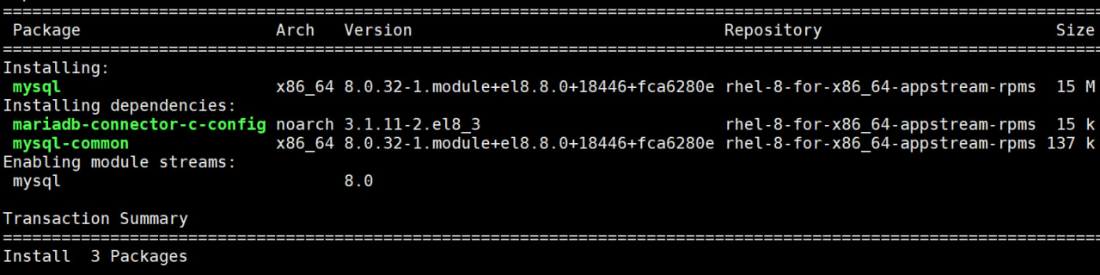 ================================================================================
Package Arch Version Repository Size
================================================================================
Installing:
mysql x86_64 8.0.32-1.module+el8.8.0+18446+fca6280e rhel-8-for-x86_64-appstream-rpms 15 M
Installing dependencies:
mariadb-connector-c-config noarch 3.1.11-2.el8_3 rhel-8-for-x86_64-appstream-rpms 15 k
mysql-common x86_64 8.0.32-1.module+el8.8.0+18446+fca6280e rhel-8-for-x86_64-appstream-rpms 137 k
Enabling module streams:
mysql 8.0
Transaction Summary
================================================================================
Install 3 Packages